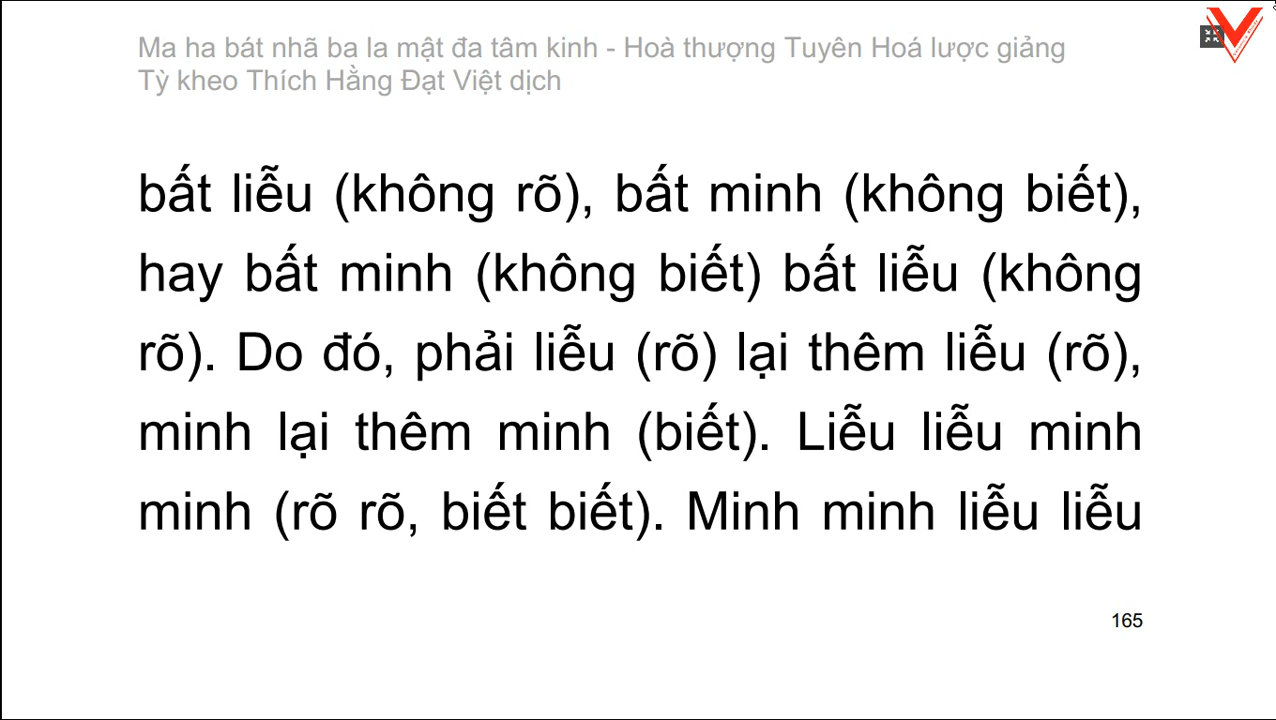 Ma ha bát nhã ba la mật đa tâm kinh - Hoà thượng Tuyên Hoá lược giảng
Tỳ kheo Thích Hằng Đạt Việt dịch
bất liễu (không rõ), bất minh (không biết),
hay bất minh (không biết) bất liễu (không
rõ). Do đó, phải liễu (rõ) lại thêm liễu (rõ),
minh lại thêm minh (biết). Liễu liễu minh
minh (rõ rõ, biết biết). Minh minh liễu liễu
165